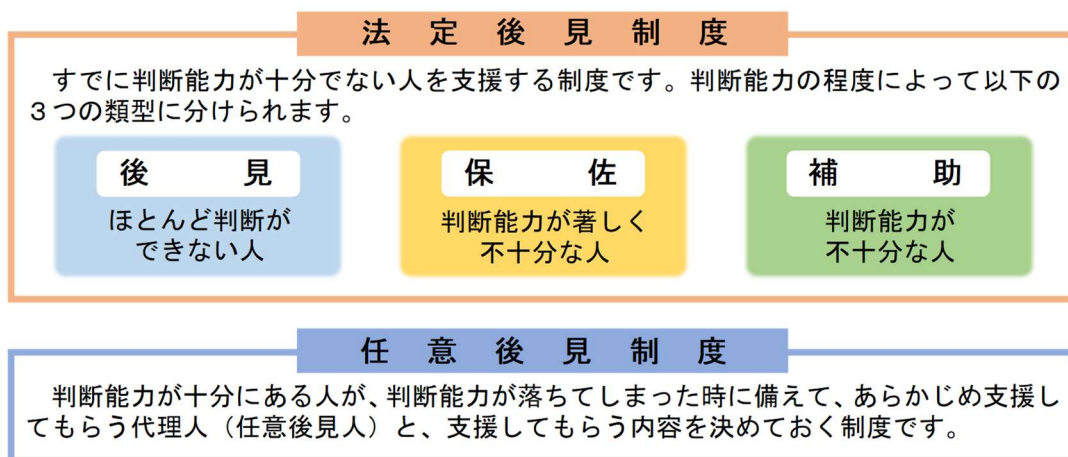 法定後見制度
すでに判断能力が十分でない人を支援する制度です。判断能力の程度によって以下の
３つの類型に分けられます。
後見
ほとんど判断が
できない人
保佐
判断能力が著しく
不十分な人
補助
判断能力が
不十分な人
任意後見制度
判断能力が十分にある人が、判断能力が落ちてしまった時に備えて、あらかじめ支援し
てもらう代理人（任意後見人）と、支援してもらう内容を決めておく制度です。